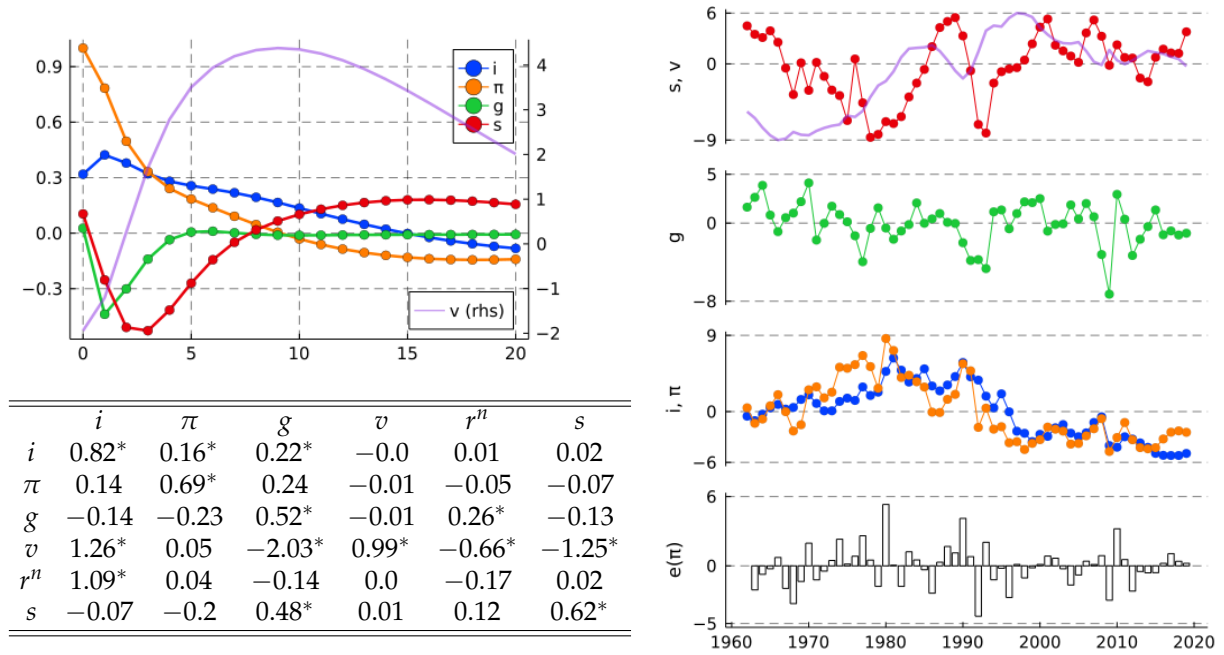 0.9
0.6
0.3
0.0
−0.3
4
3
2
1
0
−1
−2
i
π
g
s
v (rhs)
0 5 10 15 20
i π g v rⁿ s
i 0.82* 0.16* 0.22* −0.0 0.01 0.02
π 0.14 0.69* 0.24 −0.01 −0.05 −0.07
g −0.14 −0.23 0.52* −0.01 0.26* −0.13
v 1.26* 0.05 −2.03* 0.99* −0.66* −1.25*
rⁿ 1.09* 0.04 −0.14 0.0 −0.17 0.02
s −0.07 −0.2 0.48* 0.01 0.12 0.62*
6
0
−9
s, v
5
0
−8
g
9
0
−6
i, π
6
0
−5
e(π)
1960 1970 1980 1990 2000 2010 2020